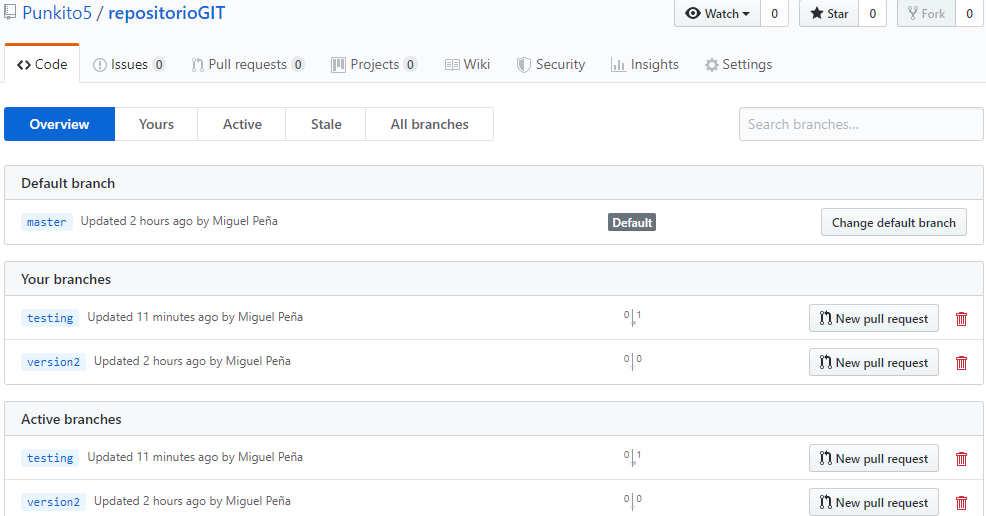 Punkito5 / repositorioGIT
Watch 0 Star 0 Fork 0
Code Issues 0 Pull requests 0 Projects 0 Wiki Security Insights Settings
Overview Yours Active Stale All branches Search branches...
Default branch
master Updated 2 hours ago by Miguel Peña Default Change default branch
Your branches
testing Updated 11 minutes ago by Miguel Peña 0 1 New pull request
version2 Updated 2 hours ago by Miguel Peña 0 0 New pull request
Active branches
testing Updated 11 minutes ago by Miguel Peña 0 1 New pull request
version2 Updated 2 hours ago by Miguel Peña 0 0 New pull request